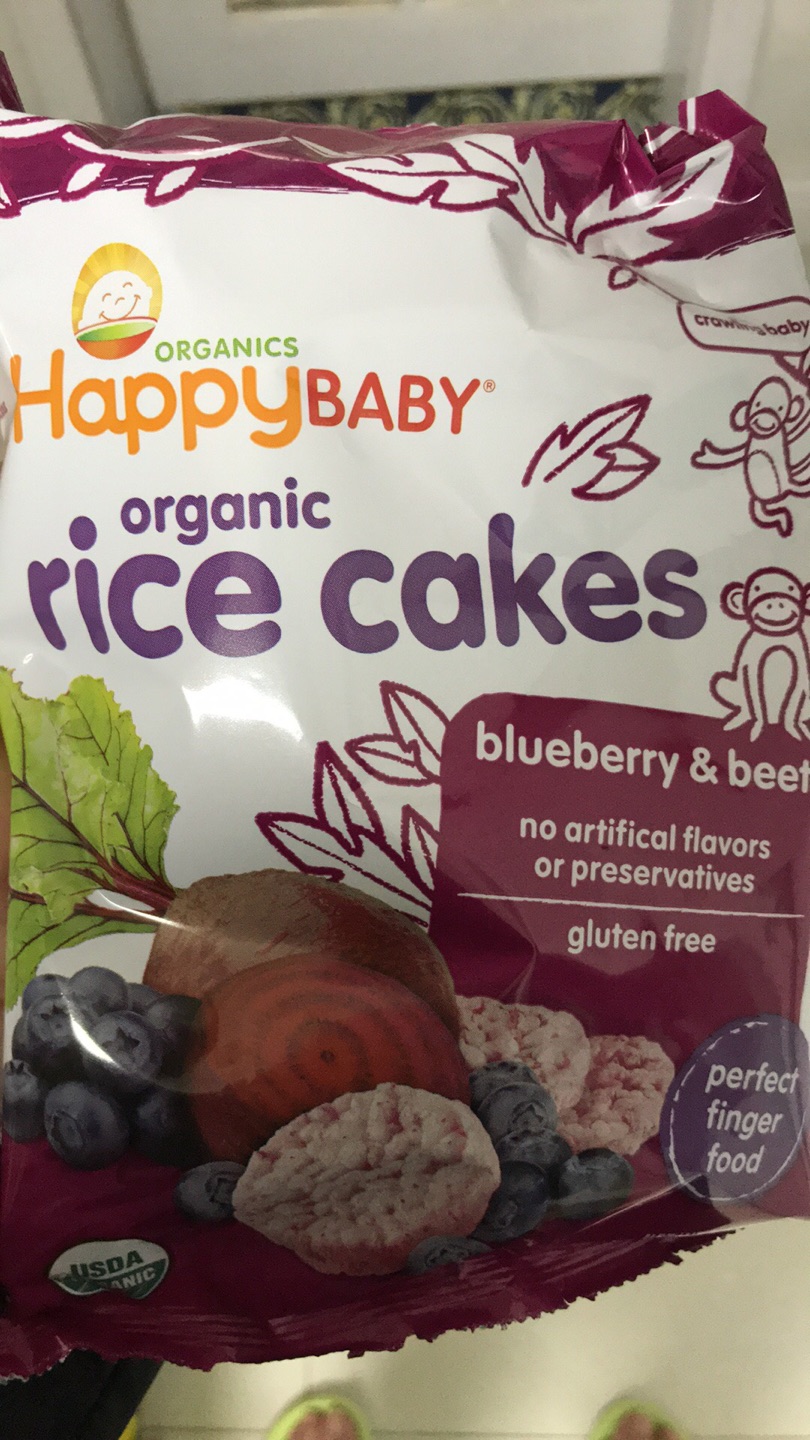 crawling baby
ORGANICS
HappyBABY®
organic
rice cakes
blueberry & beet
no artifical flavors
or preservatives
gluten free
perfect
finger
food
USDA
ANIC